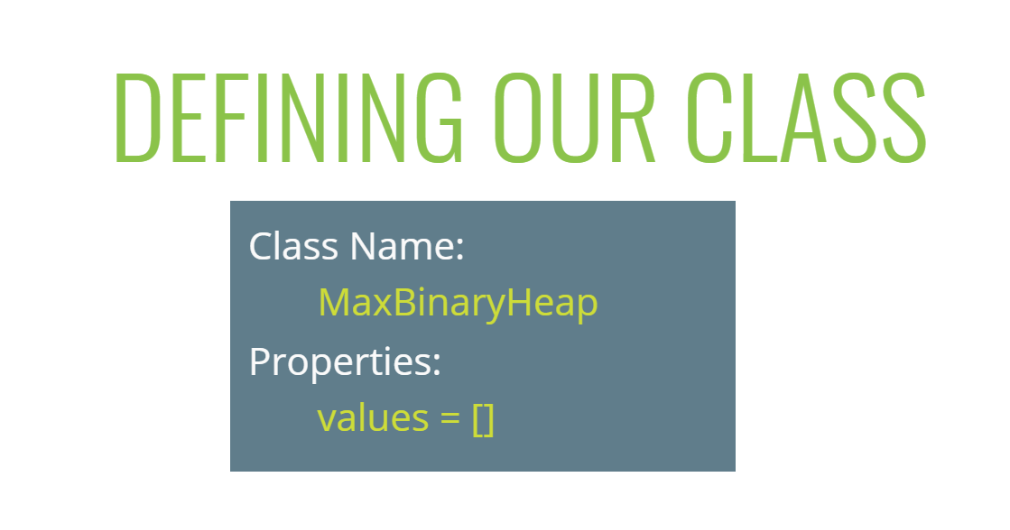 DEFINING OUR CLASS
Class Name:
MaxBinaryHeap
Properties:
values = []